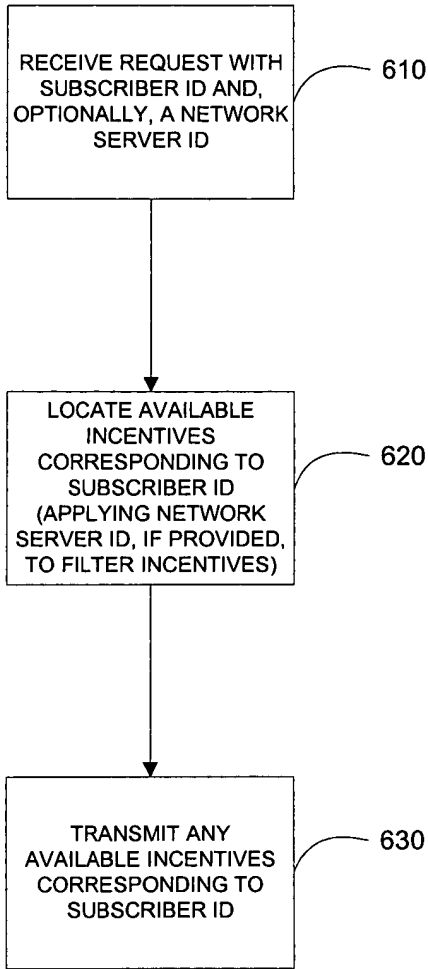 RECEIVE REQUEST WITH
SUBSCRIBER ID AND,
OPTIONALLY, A NETWORK
SERVER ID
610
LOCATE AVAILABLE
INCENTIVES
CORRESPONDING TO
SUBSCRIBER ID
(APPLYING NETWORK
SERVER ID, IF PROVIDED,
TO FILTER INCENTIVES)
620
TRANSMIT ANY
AVAILABLE INCENTIVES
CORRESPONDING TO
SUBSCRIBER ID
630